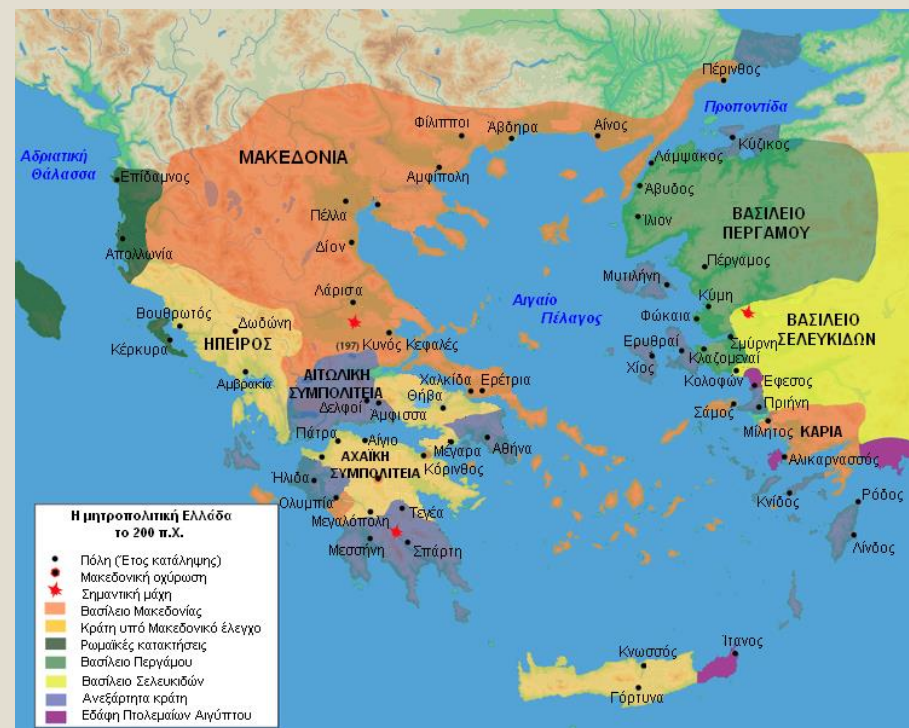 Πέρινθος
Προποντίδα
Φίλιπποι
Άβδηρα
Αίνος
Κύζικος
Αδριατική
Θάλασσα
ΜΑΚΕΔΟΝΙΑ
Λάμψακος
Επίδαμνος
Αμφίπολη
Άβυδος
Πέλλα
Ίλιον
ΒΑΣΙΛΕΙΟ
ΠΕΡΓΑΜΟΥ
Απολλωνία
Δίον
Πέργαμος
Μυτιλήνη
Λάρισα
Αιγαίο
Πέλαγος
Κύμη
Βουθρωτός
Δωδώνη
Φώκαια
ΒΑΣΙΛΕΙΟ
ΣΕΛΕΥΚΙΔΩΝ
ΗΠΕΙΡΟΣ
(197) Κυνός Κεφαλές
Ερυθραί
Σμύρνη
Κέρκυρα
Κλαζομεναί
Χίος
Αμβρακία
ΑΙΤΩΛΙΚΗ
ΣΥΜΠΟΛΙΤΕΙΑ
Χαλκίδα
Ερέτρια
Κολοφών
Έφεσος
Θήβα
Δελφοί
Άμφισσα
Σάμος
Πριήνη
Μίλητος
ΚΑΡΙΑ
Πάτρα
Αίγιο
Μέγαρα
Αθήνα
ΑΧΑΪΚΗ
ΣΥΜΠΟΛΙΤΕΙΑ
Κόρινθος
Αλικαρνασσός
Ήλιδα
Ολυμπία
Κνίδος
Ρόδος
Μεγαλόπολη
Τεγέα
Μεσσήνη
Σπάρτη
Λίνδος
Ίτανος
Κνωσσός
Γόρτυνα
Η μητροπολιτική Ελλάδα
το 200 π.Χ.
Πόλη (Έτος κατάληψης)
Μακεδονική οχύρωση
Σημαντική μάχη
Βασίλειο Μακεδονίας
Κράτη υπό Μακεδονικό έλεγχο
Ρωμαϊκές κατακτήσεις
Βασίλειο Περγάμου
Βασίλειο Σελευκιδών
Ανεξάρτητα κράτη
Εδάφη Πτολεμαίων Αιγύπτου